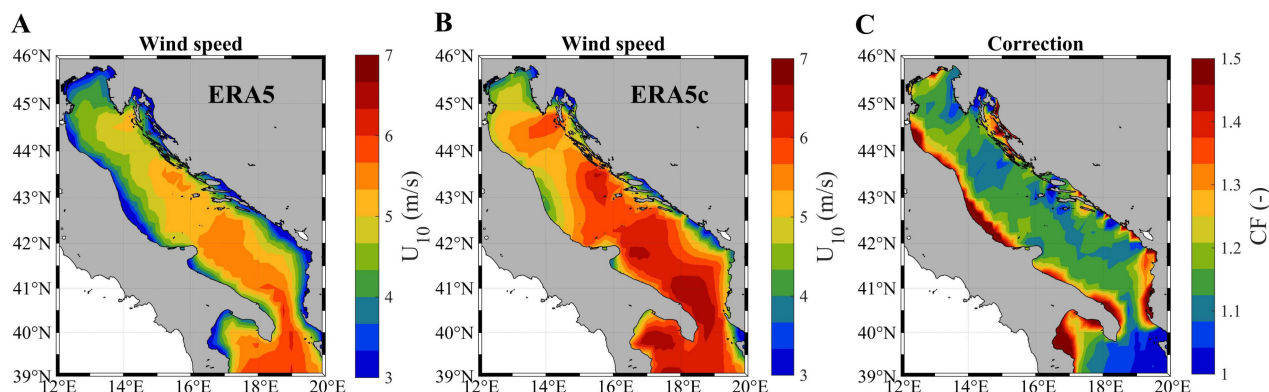 A
Wind speed
46°N
45°N
44°N
43°N
42°N
41°N
40°N
39°N
12°E
14°E
16°E
18°E
20°E
ERA5
7
6
5
4
3
U10 (m/s)
B
Wind speed
46°N
45°N
44°N
43°N
42°N
41°N
40°N
39°N
12°E
14°E
16°E
18°E
20°E
ERA5c
7
6
5
4
3
U10 (m/s)
C
Correction
46°N
45°N
44°N
43°N
42°N
41°N
40°N
39°N
12°E
14°E
16°E
18°E
20°E
1.5
1.4
1.3
1.2
1.1
1
CF (-)